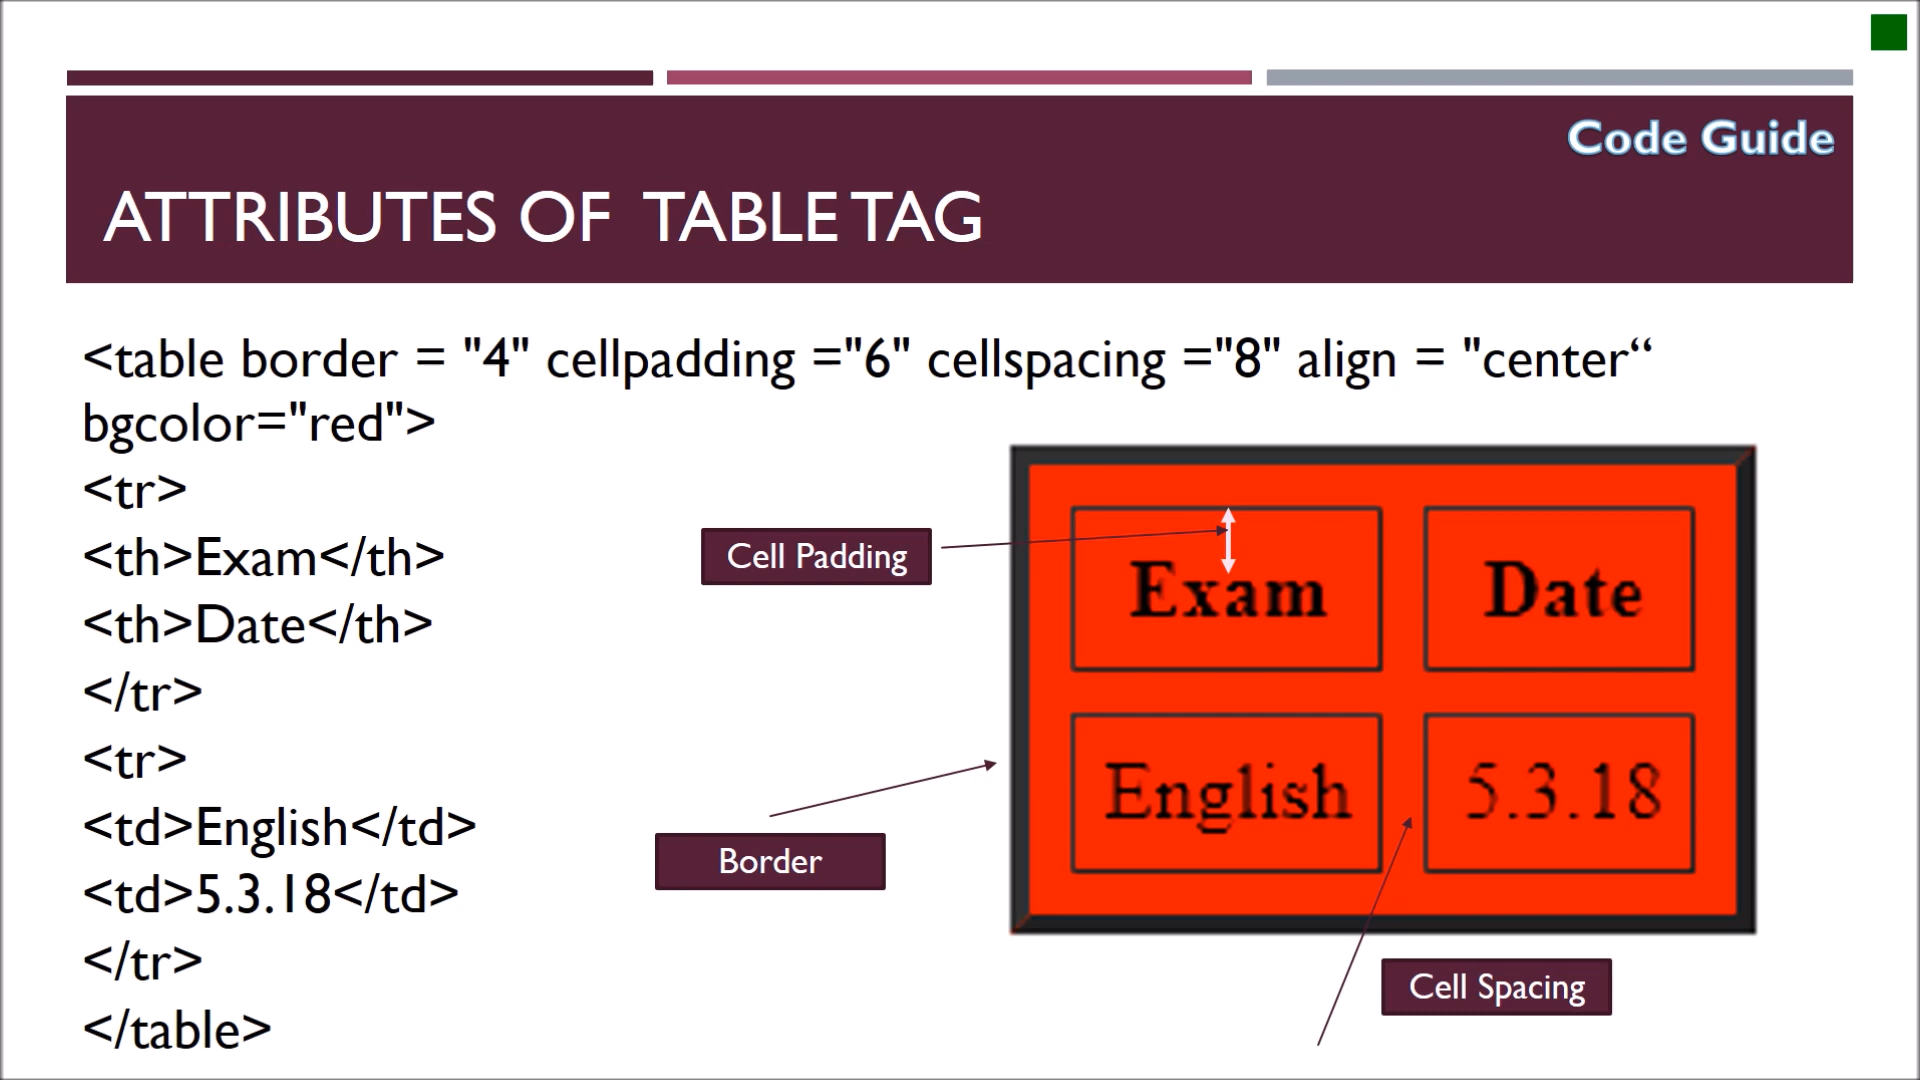 Code Guide
ATTRIBUTES OF TABLE TAG
<table border = "4" cellpadding ="6" cellspacing ="8" align = "center“
bgcolor="red">
<tr>
<th>Exam</th>
<th>Date</th>
</tr>
<tr>
<td>English</td>
<td>5.3.18</td>
</tr>
</table>
Cell Padding
Border
Exam Date
English 5.3.18
Cell Spacing